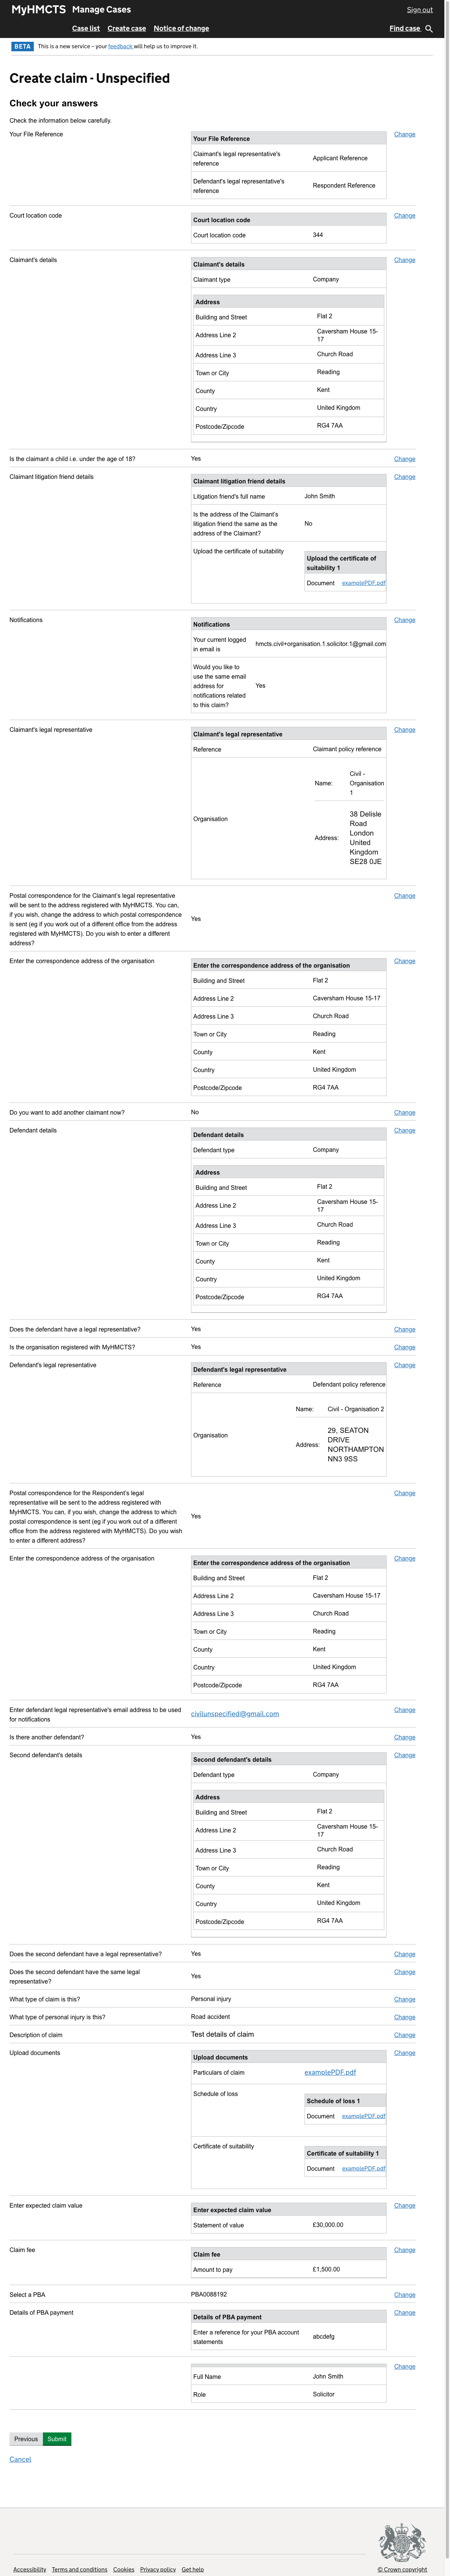 MyHMCTS Manage Cases Sign out
Case list Create case Notice of change Find case
BETA This is a new service – your feedback will help us to improve it.
Create claim - Unspecified
Check your answers
Check the information below carefully.
Your File Reference Change
Your File Reference
Claimant's legal representative's
reference Applicant Reference
Defendant's legal representative's
reference Respondent Reference
Court location code Change
Court location code
Court location code 344
Claimant's details Change
Claimant's details
Claimant type Company
Address
Building and Street Flat 2
Address Line 2 Caversham House 15-
17
Address Line 3 Church Road
Town or City Reading
County Kent
Country United Kingdom
Postcode/Zipcode RG4 7AA
Is the claimant a child i.e. under the age of 18? Yes Change
Claimant litigation friend details Change
Claimant litigation friend details
Litigation friend's full name John Smith
Is the address of the Claimant's
litigation friend the same as the
address of the Claimant? No
Upload the certificate of suitability
Upload the certificate of
suitability 1
Document examplePDF.pdf
Notifications Change
Notifications
Your current logged
in email is hmcts.civil+organisation.1.solicitor.1@gmail.com
Would you like to
use the same email
address for
notifications related
to this claim? Yes
Claimant's legal representative Change
Claimant's legal representative
Reference Claimant policy reference
Organisation
Name: Civil -
Organisation
1
Address: 38 Delisle
Road
London
United
Kingdom
SE28 0JE
Postal correspondence for the Claimant's legal representative
will be sent to the address registered with MyHMCTS. You can,
if you wish, change the address to which postal correspondence
is sent (eg if you work out of a different office from the address
registered with MyHMCTS). Do you wish to enter a different
address? Yes Change
Enter the correspondence address of the organisation Change
Enter the correspondence address of the organisation
Building and Street Flat 2
Address Line 2 Caversham House 15-17
Address Line 3 Church Road
Town or City Reading
County Kent
Country United Kingdom
Postcode/Zipcode RG4 7AA
Do you want to add another claimant now? No Change
Defendant details Change
Defendant details
Defendant type Company
Address
Building and Street Flat 2
Address Line 2 Caversham House 15-
17
Address Line 3 Church Road
Town or City Reading
County Kent
Country United Kingdom
Postcode/Zipcode RG4 7AA
Does the defendant have a legal representative? Yes Change
Is the organisation registered with MyHMCTS? Yes Change
Defendant's legal representative Change
Defendant's legal representative
Reference Defendant policy reference
Organisation
Name: Civil - Organisation 2
Address: 29, SEATON
DRIVE
NORTHAMPTON
NN3 9SS
Postal correspondence for the Respondent's legal
representative will be sent to the address registered with
MyHMCTS. You can, if you wish, change the address to which
postal correspondence is sent (eg if you work out of a different
office from the address registered with MyHMCTS). Do you wish
to enter a different address? Yes Change
Enter the correspondence address of the organisation Change
Enter the correspondence address of the organisation
Building and Street Flat 2
Address Line 2 Caversham House 15-17
Address Line 3 Church Road
Town or City Reading
County Kent
Country United Kingdom
Postcode/Zipcode RG4 7AA
Enter defendant legal representative's email address to be used
for notifications civilunspecified@gmail.com Change
Is there another defendant? Yes Change
Second defendant's details Change
Second defendant's details
Defendant type Company
Address
Building and Street Flat 2
Address Line 2 Caversham House 15-
17
Address Line 3 Church Road
Town or City Reading
County Kent
Country United Kingdom
Postcode/Zipcode RG4 7AA
Does the second defendant have a legal representative? Yes Change
Does the second defendant have the same legal
representative? Yes Change
What type of claim is this? Personal injury Change
What type of personal injury is this? Road accident Change
Description of claim Test details of claim Change
Upload documents Change
Upload documents
Particulars of claim examplePDF.pdf
Schedule of loss
Schedule of loss 1
Document examplePDF.pdf
Certificate of suitability
Certificate of suitability 1
Document examplePDF.pdf
Enter expected claim value Change
Enter expected claim value
Statement of value £30,000.00
Claim fee Change
Claim fee
Amount to pay £1,500.00
Select a PBA PBA0088192 Change
Details of PBA payment Change
Details of PBA payment
Enter a reference for your PBA account
statements abcdefg
Change
Full Name John Smith
Role Solicitor
Previous Submit
Cancel
Accessibility Terms and conditions Cookies Privacy policy Get help © Crown copyright